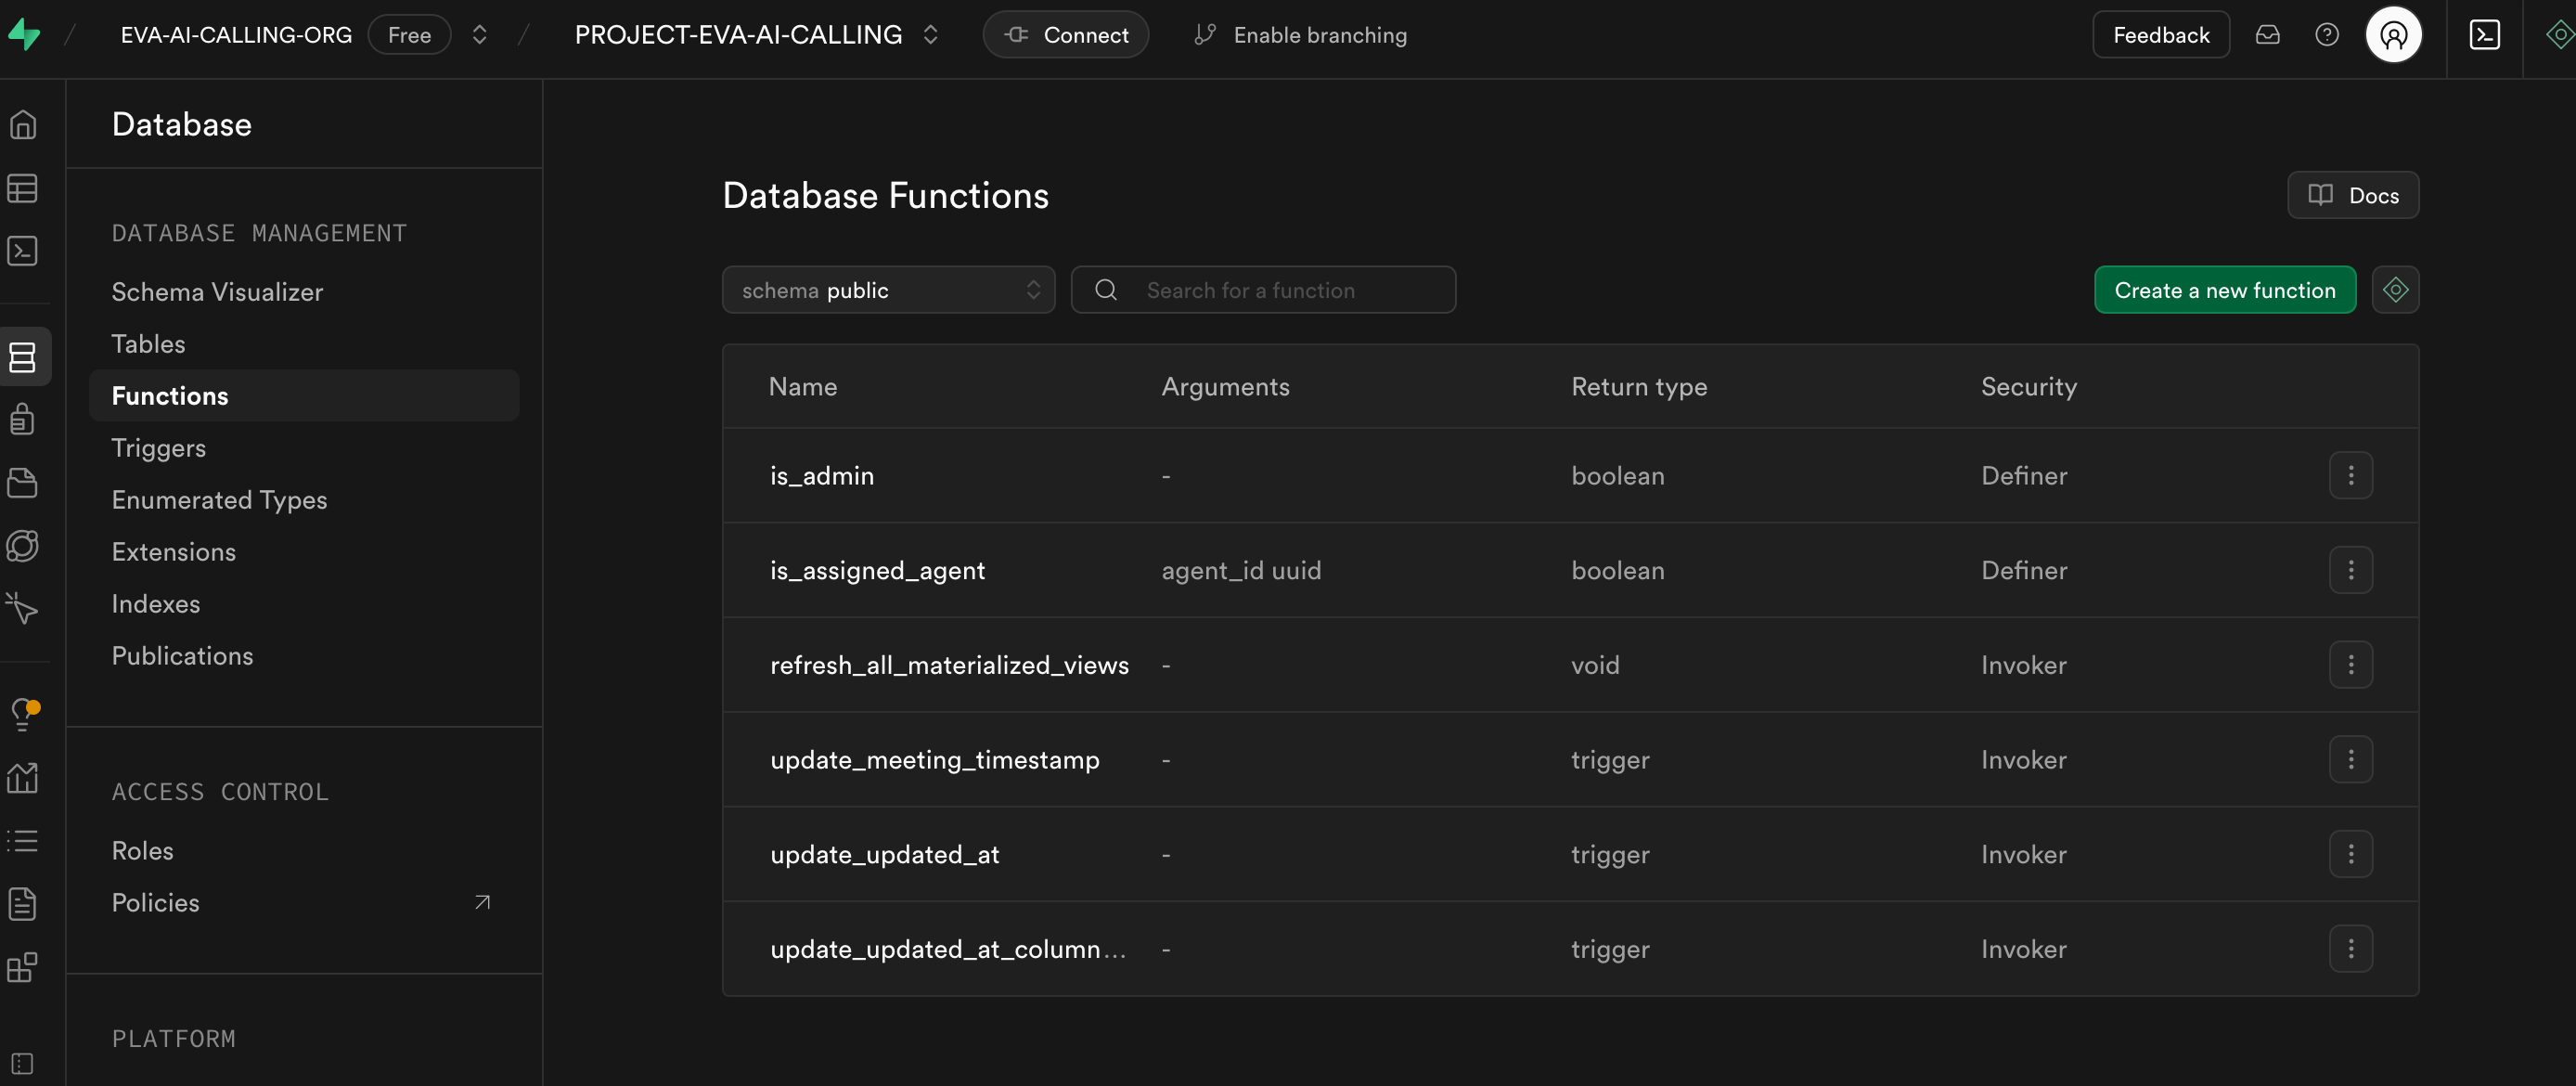 EVA-AI-CALLING-ORG Free PROJECT-EVA-AI-CALLING Connect Enable branching Feedback
Database
DATABASE MANAGEMENT
Schema Visualizer
Tables
Functions
Triggers
Enumerated Types
Extensions
Indexes
Publications
ACCESS CONTROL
Roles
Policies
PLATFORM
Database Functions
Docs
schema public
Search for a function
Create a new function
Name Arguments Return type Security
is_admin - boolean Definer
is_assigned_agent agent_id uuid boolean Definer
refresh_all_materialized_views - void Invoker
update_meeting_timestamp - trigger Invoker
update_updated_at - trigger Invoker
update_updated_at_column... - trigger Invoker